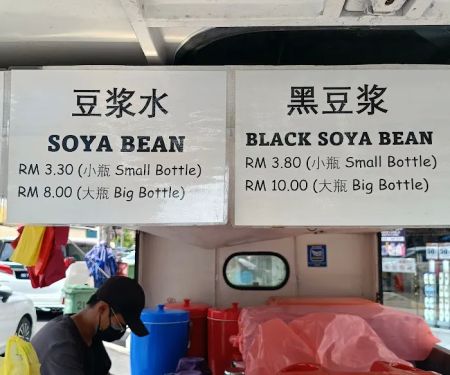 豆浆水
SOYA BEAN
RM 3.30 (小瓶 Small Bottle)
RM 8.00 (大瓶 Big Bottle)
黑豆浆
BLACK SOYA BEAN
RM 3.80 (小瓶 Small Bottle)
RM 10.00 (大瓶 Big Bottle)